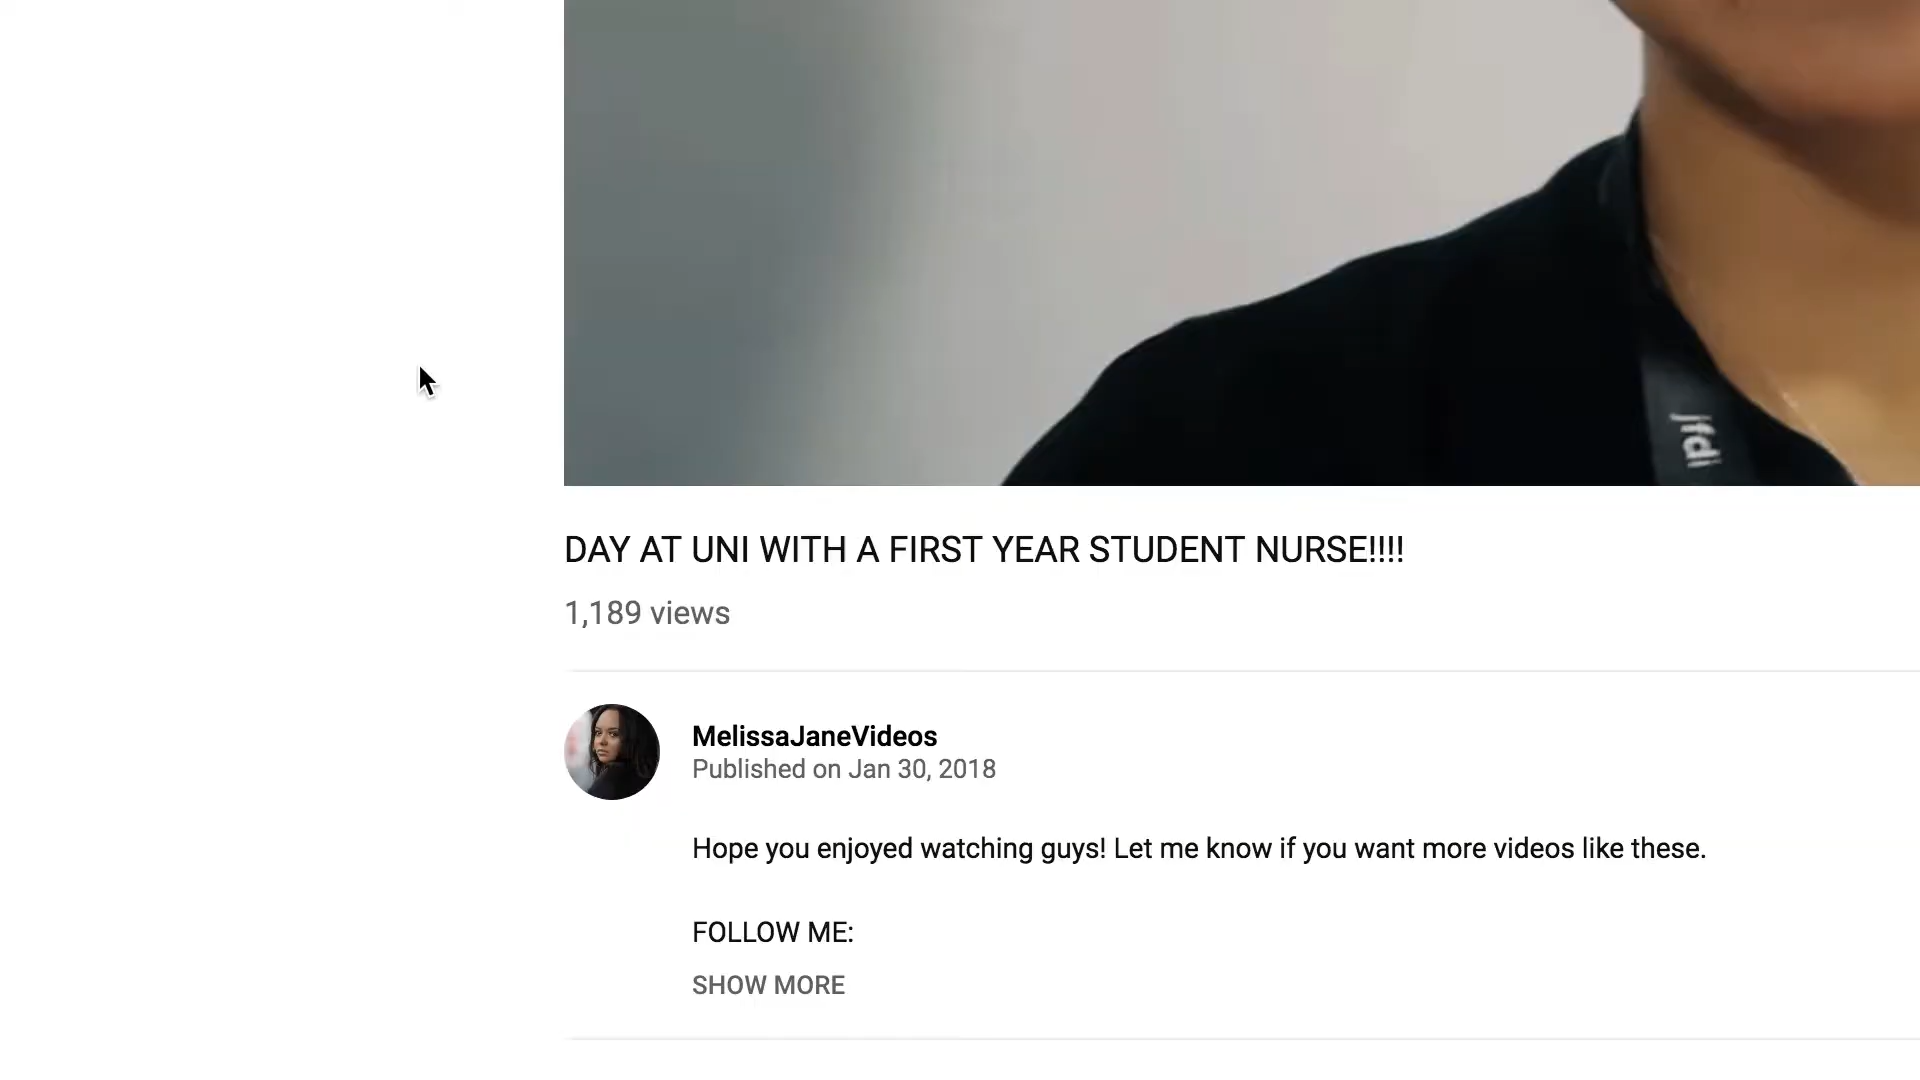 jfdi
DAY AT UNI WITH A FIRST YEAR STUDENT NURSE!!!!
1,189 views
MelissaJaneVideos
Published on Jan 30, 2018
Hope you enjoyed watching guys! Let me know if you want more videos like these.
FOLLOW ME:
SHOW MORE